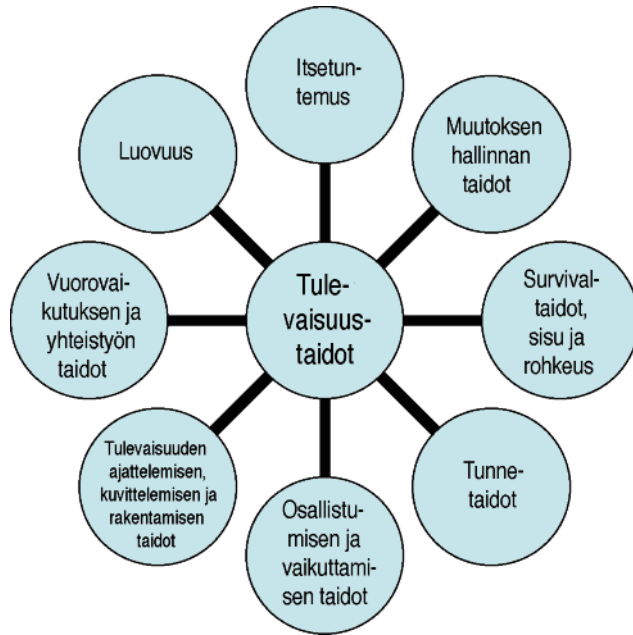 Itsetun-
temus
Muutoksen
hallinnan
taidot
Luovuus
Tule-
vaisuus-
taidot
Survival-
taidot,
sisu ja
rohkeus
Vuorovai-
kutuksen ja
yhteistyön
taidot
Tulevaisuuden
ajattelemisen,
kuvittelemisen ja
rakentamisen
taidot
Tunne-
taidot
Osallistu-
misen ja
vaikuttami-
sen taidot